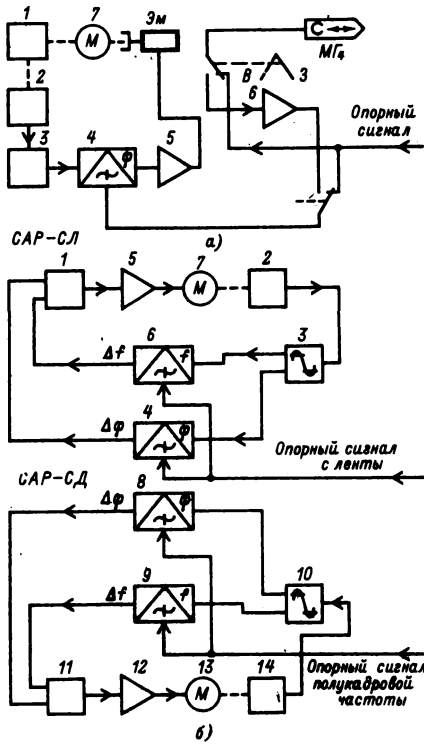 1 7 Эм
М
С
МГ4
2
В 3
6
Опорный
сигнал
3 4 5
φ
САР-СЛ
а)
1 5 7 2
М
6
Δf f 3
4
Δφ φ
Опорный сигнал
с ленты
САР-СД
8
Δφ φ
9 10
Δf f
11 12 13 14
М
Опорный сигнал
полукадровой
частоты
б)